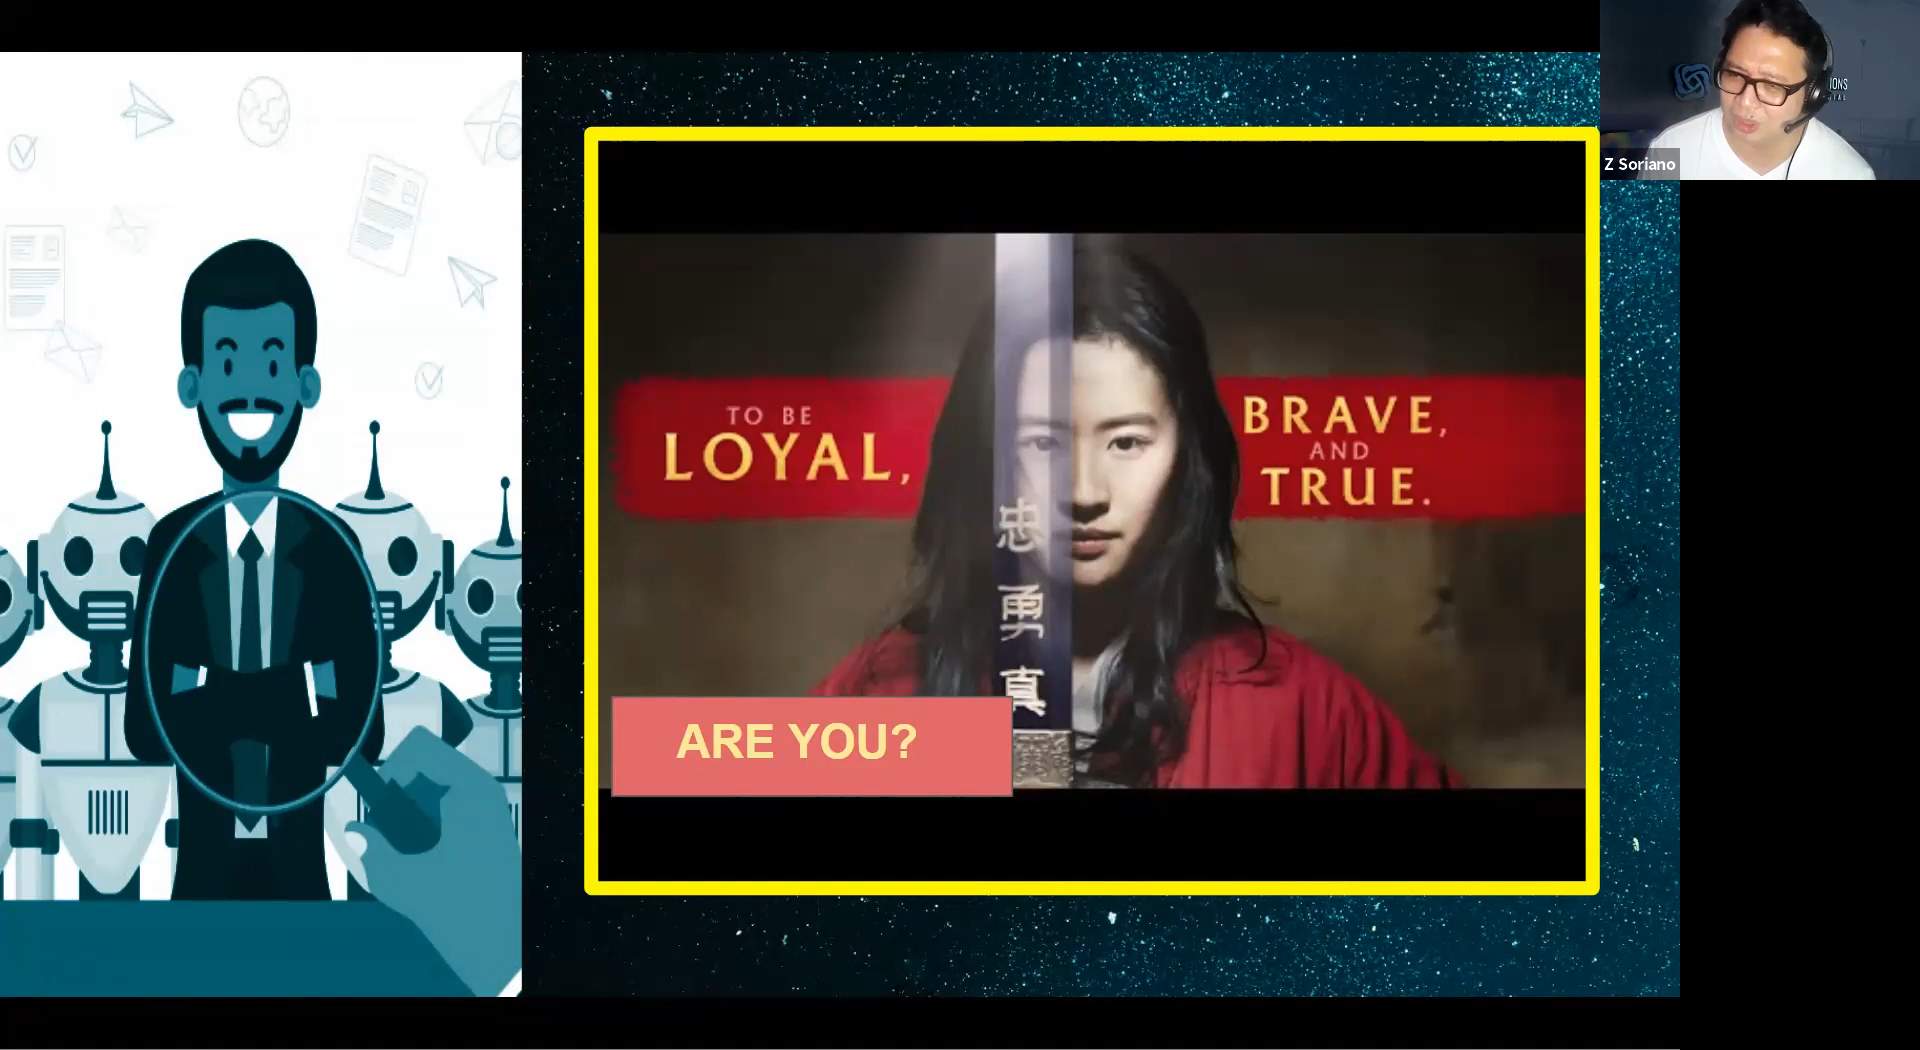 TO BE
LOYAL,
BRAVE,
AND
TRUE.
忠
勇
真
ARE YOU?
Z Soriano